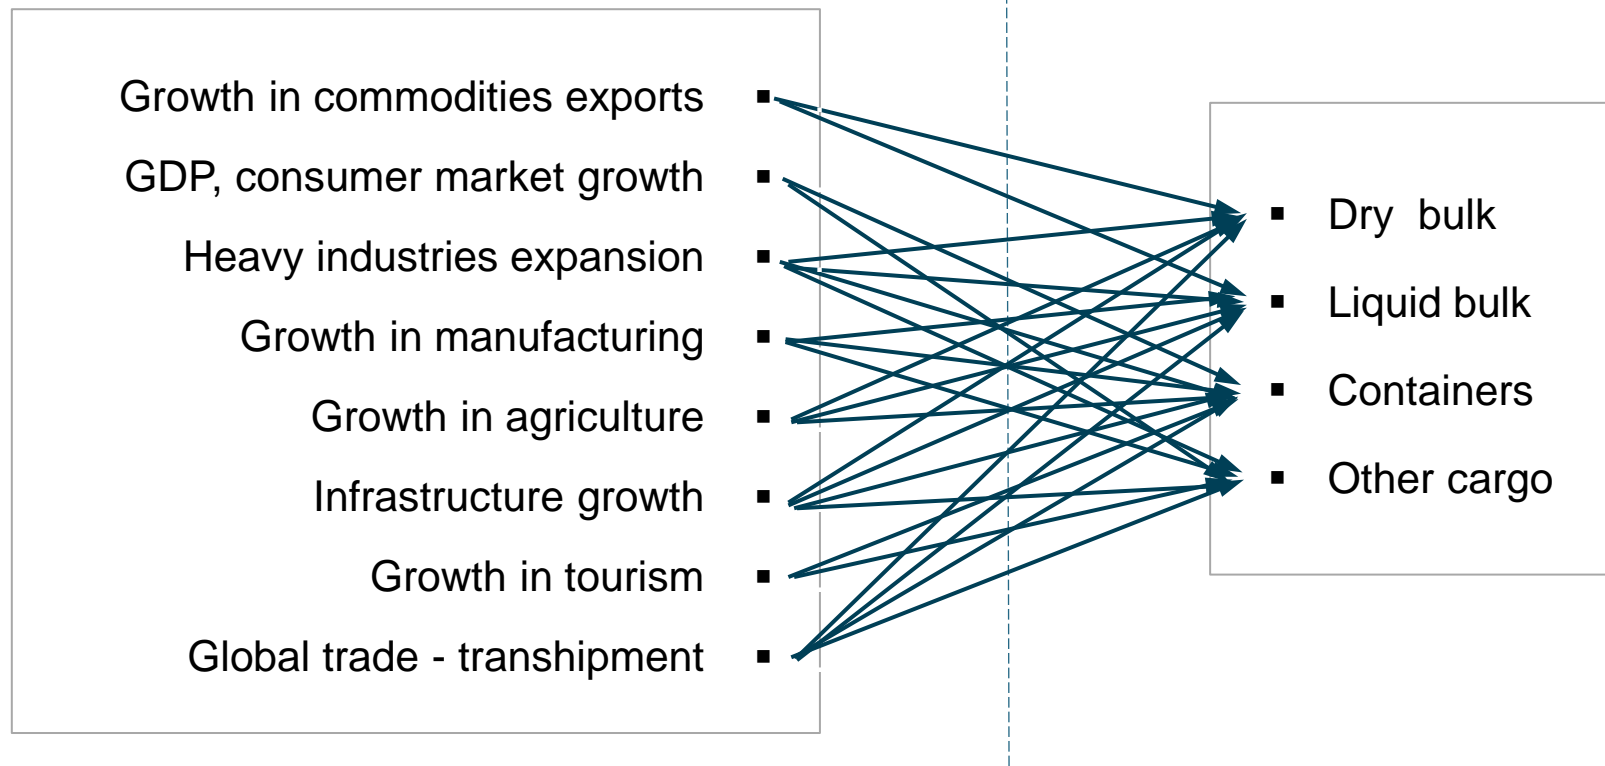 Growth in commodities exports
GDP, consumer market growth
Heavy industries expansion
Growth in manufacturing
Growth in agriculture
Infrastructure growth
Growth in tourism
Global trade - transhipment
Dry bulk
Liquid bulk
Containers
Other cargo